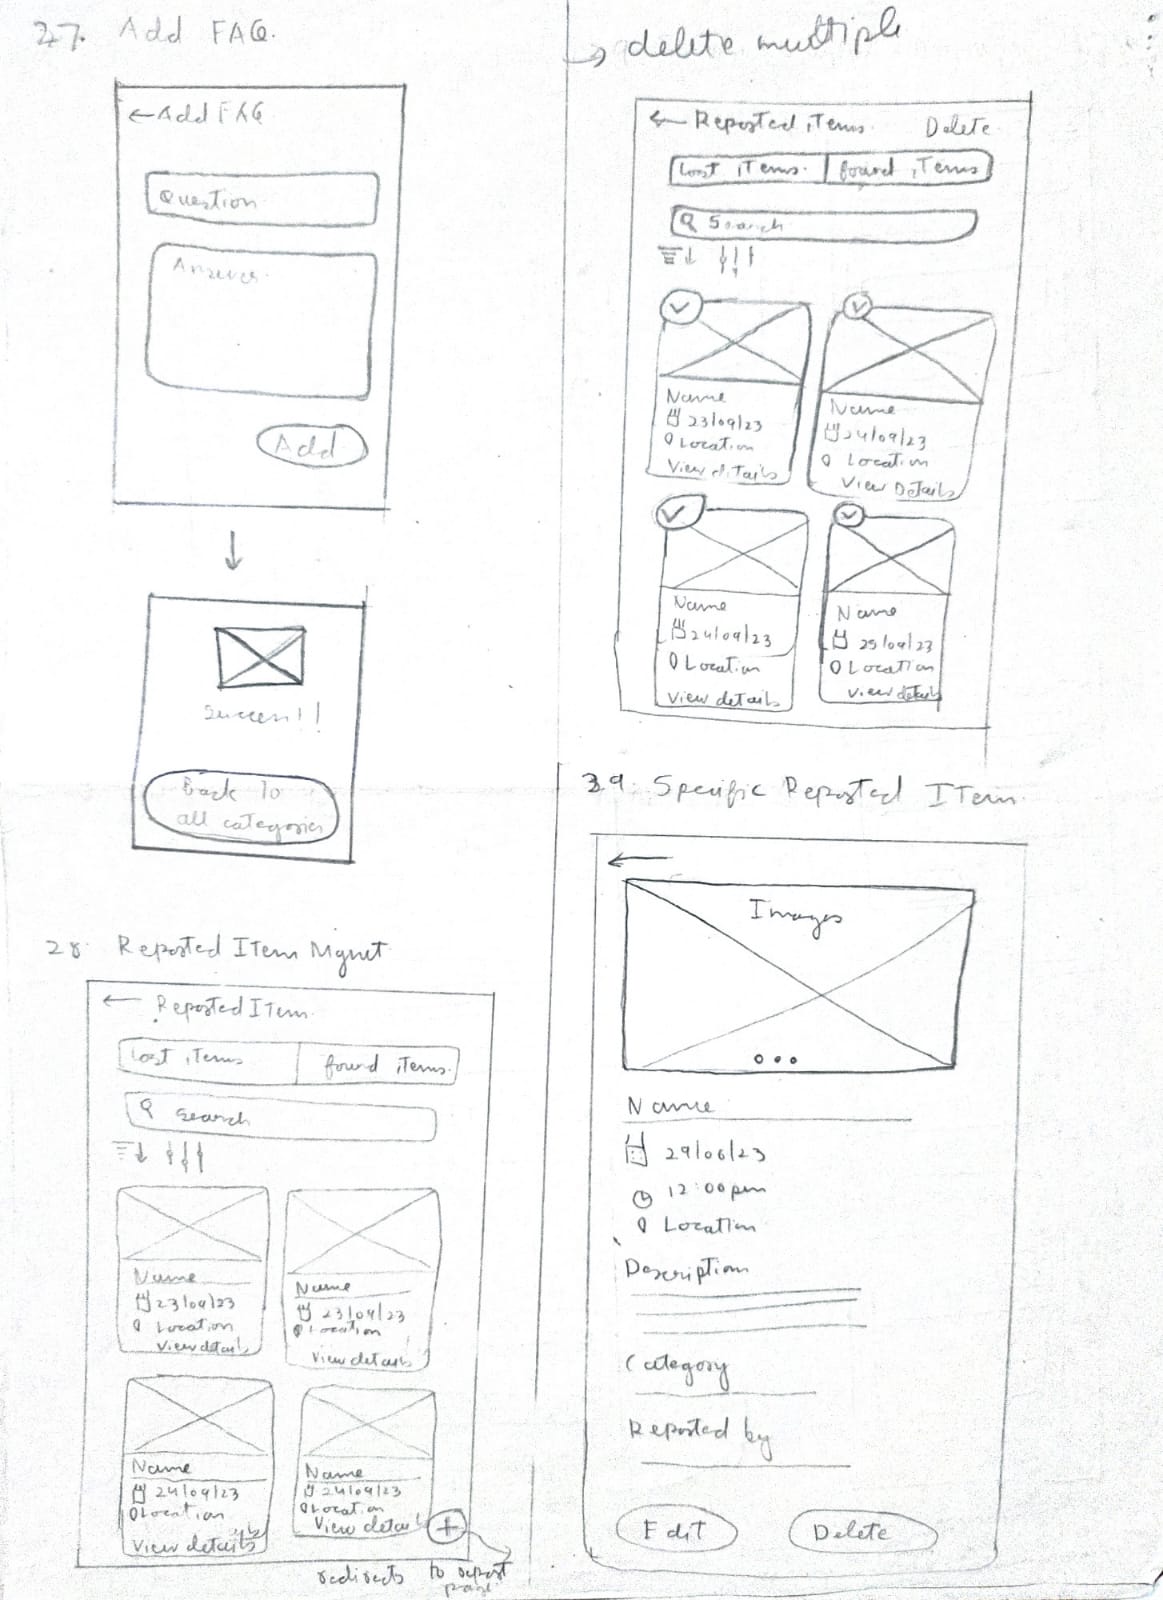 27. Add FAQ.
←Add FAQ
Question
Answer
Add
Success!!
Back to
all categories
28. Reported Item Mgmt
← Reported Item
Lost items
found items.
Search
Name
23/09/23
Location
View details
Name
23/09/23
Location
View details
Name
24/09/23
Location
View details
Name
24/09/23
Location
View details
+
redirects to report
page
→ delete multiple
← Reported items. Delete
Lost items.
found items
Search
Name
23/09/23
Location
View details
Name
24/09/23
Location
View Details
Name
24/09/23
Location
View details
Name
25/09/23
Location
View details
29. Specific Reported Item
←
Images
Name
29/06/23
12:00pm
Location
Description
Category
Reported by
Edit
Delete